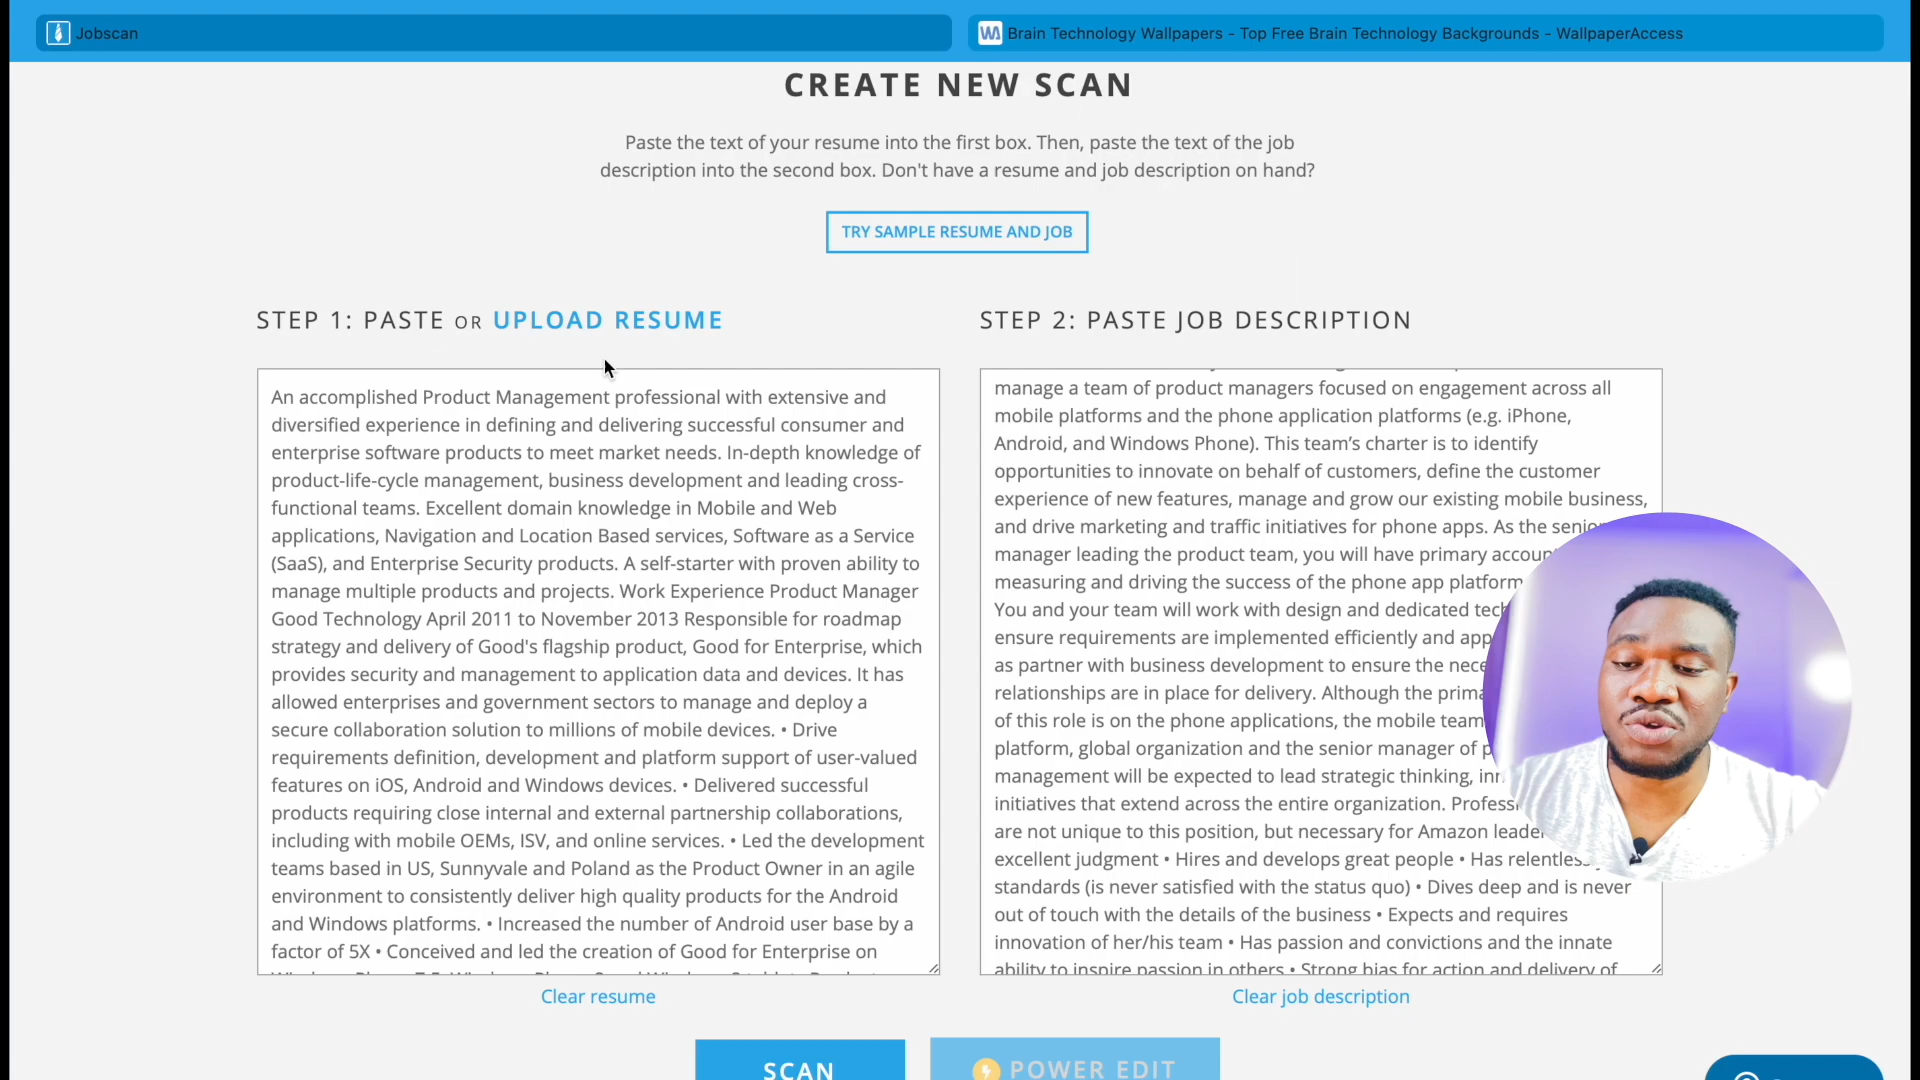 Jobscan
Brain Technology Wallpapers - Top Free Brain Technology Backgrounds - WallpaperAccess
CREATE NEW SCAN
Paste the text of your resume into the first box. Then, paste the text of the job
description into the second box. Don't have a resume and job description on hand?
TRY SAMPLE RESUME AND JOB
STEP 1: PASTE OR UPLOAD RESUME
An accomplished Product Management professional with extensive and
diversified experience in defining and delivering successful consumer and
enterprise software products to meet market needs. In-depth knowledge of
product-life-cycle management, business development and leading cross-
functional teams. Excellent domain knowledge in Mobile and Web
applications, Navigation and Location Based services, Software as a Service
(SaaS), and Enterprise Security products. A self-starter with proven ability to
manage multiple products and projects. Work Experience Product Manager
Good Technology April 2011 to November 2013 Responsible for roadmap
strategy and delivery of Good's flagship product, Good for Enterprise, which
provides security and management to application data and devices. It has
allowed enterprises and government sectors to manage and deploy a
secure collaboration solution to millions of mobile devices. • Drive
requirements definition, development and platform support of user-valued
features on iOS, Android and Windows devices. • Delivered successful
products requiring close internal and external partnership collaborations,
including with mobile OEMs, ISV, and online services. • Led the development
teams based in US, Sunnyvale and Poland as the Product Owner in an agile
environment to consistently deliver high quality products for the Android
and Windows platforms. • Increased the number of Android user base by a
factor of 5X • Conceived and led the creation of Good for Enterprise on
Clear resume
STEP 2: PASTE JOB DESCRIPTION
manage a team of product managers focused on engagement across all
mobile platforms and the phone application platforms (e.g. iPhone,
Android, and Windows Phone). This team's charter is to identify
opportunities to innovate on behalf of customers, define the customer
experience of new features, manage and grow our existing mobile business,
and drive marketing and traffic initiatives for phone apps. As the senio
manager leading the product team, you will have primary accoun
measuring and driving the success of the phone app platform
You and your team will work with design and dedicated tec
ensure requirements are implemented efficiently and app
as partner with business development to ensure the nece
relationships are in place for delivery. Although the prima
of this role is on the phone applications, the mobile team
platform, global organization and the senior manager of p
management will be expected to lead strategic thinking, in
initiatives that extend across the entire organization. Profess
are not unique to this position, but necessary for Amazon leade
excellent judgment • Hires and develops great people • Has relentless
standards (is never satisfied with the status quo) • Dives deep and is never
out of touch with the details of the business • Expects and requires
innovation of her/his team • Has passion and convictions and the innate
ability to inspire passion in others • Strong bias for action and delivery of
Clear job description
SCAN
POWER EDIT